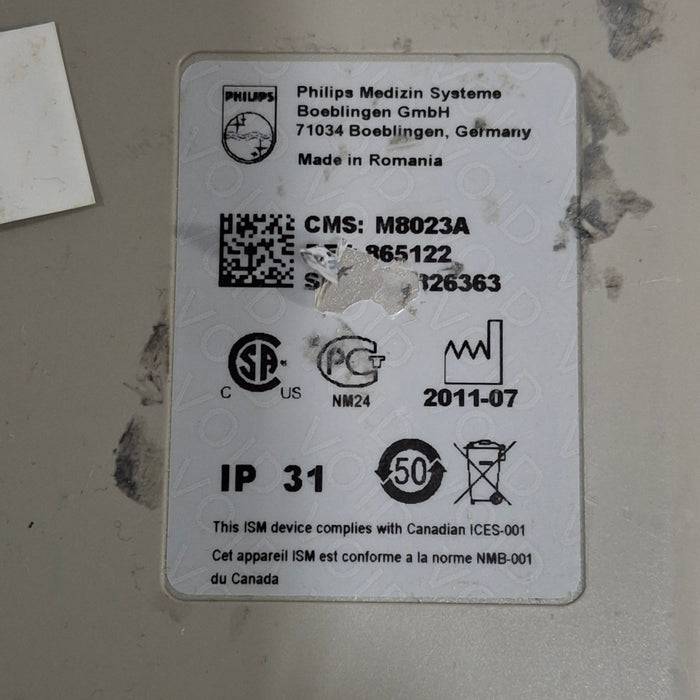 PHILIPS
Philips Medizin Systeme
Boeblingen GmbH
71034 Boeblingen, Germany
Made in Romania
CMS: M8023A
865122
326363
C US
NM24
2011-07
IP 31
50
This ISM device complies with Canadian ICES-001
Cet appareil ISM est conforme a la norme NMB-001
du Canada